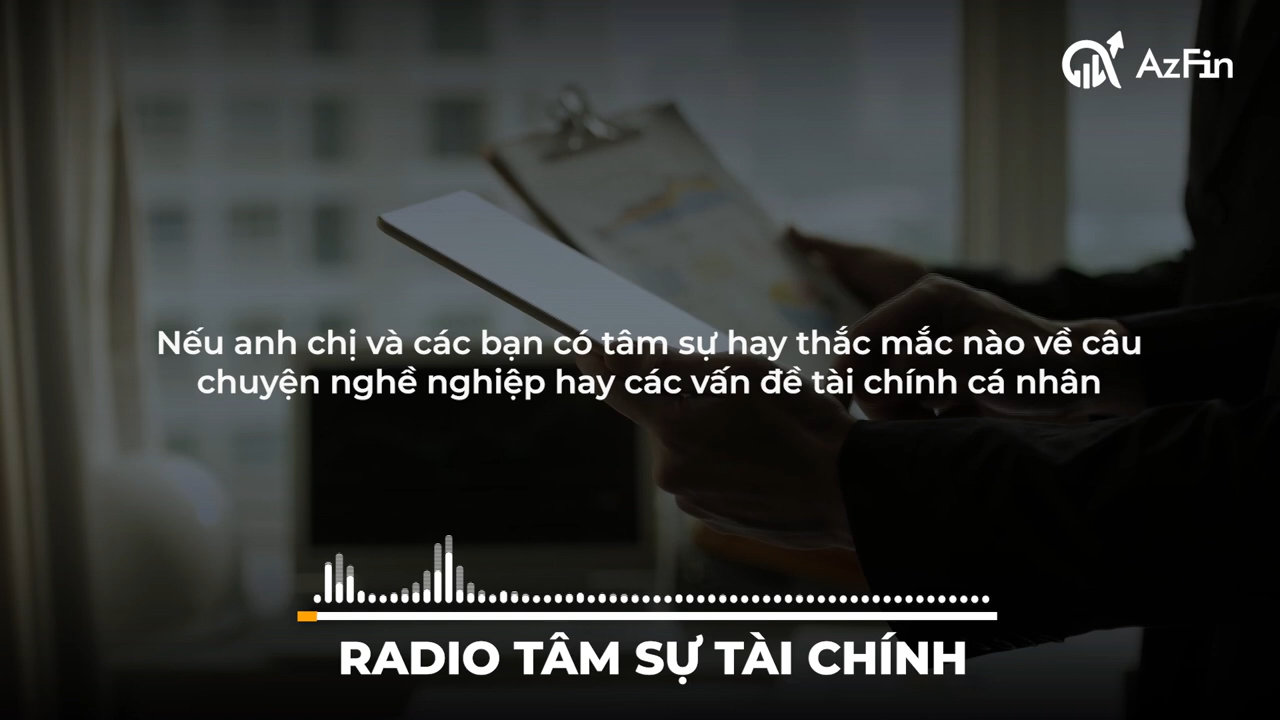 AzFin
Nếu anh chị và các bạn có tâm sự hay thắc mắc nào về câu
chuyện nghề nghiệp hay các vấn đề tài chính cá nhân
RADIO TÂM SỰ TÀI CHÍNH